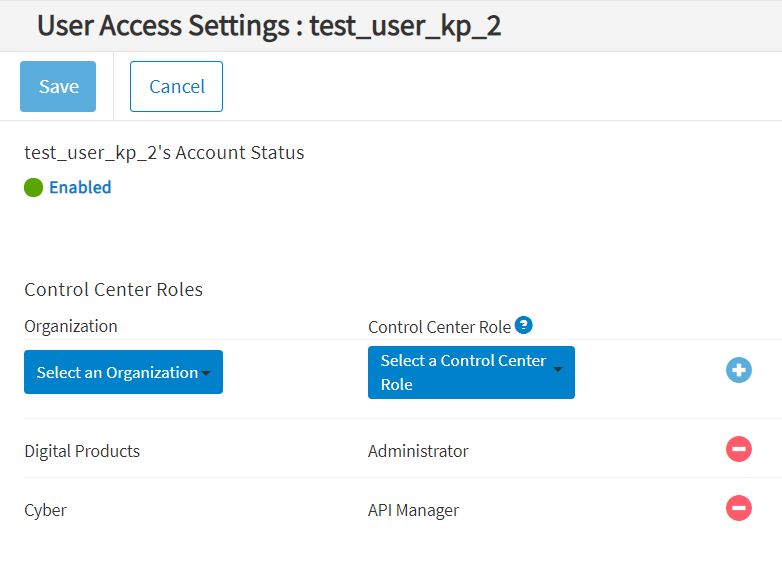 User Access Settings : test_user_kp_2
Save Cancel
test_user_kp_2's Account Status
Enabled
Control Center Roles
Organization Control Center Role ?
Select an Organization
Select a Control Center
Role
Digital Products Administrator
Cyber API Manager